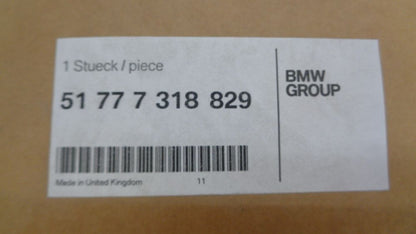 1 Stueck / piece
51 77 7 318 829
BMW
GROUP
Made in United Kingdom
11